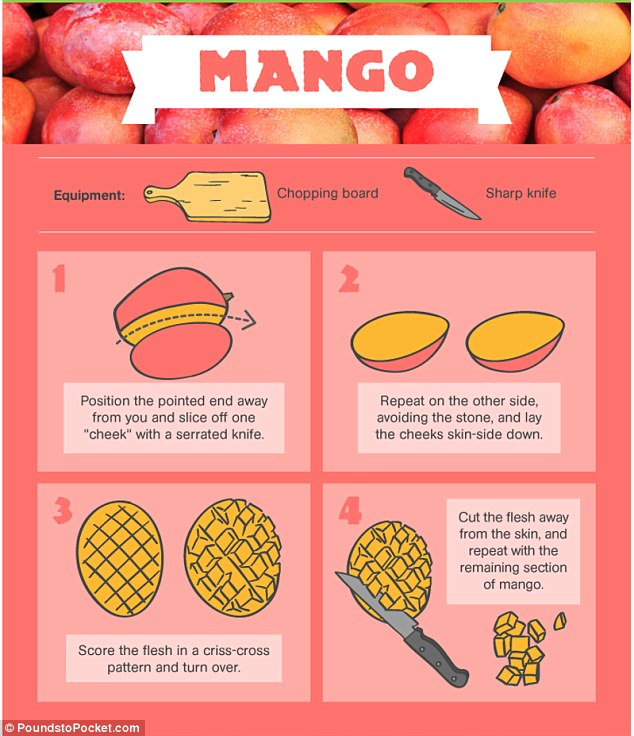 MANGO
Equipment:
Chopping board
Sharp knife
1
Position the pointed end away
from you and slice off one
"cheek" with a serrated knife.
2
Repeat on the other side,
avoiding the stone, and lay
the cheeks skin-side down.
3
Score the flesh in a criss-cross
pattern and turn over.
4
Cut the flesh away
from the skin, and
repeat with the
remaining section
of mango.
© PoundstoPocket.com